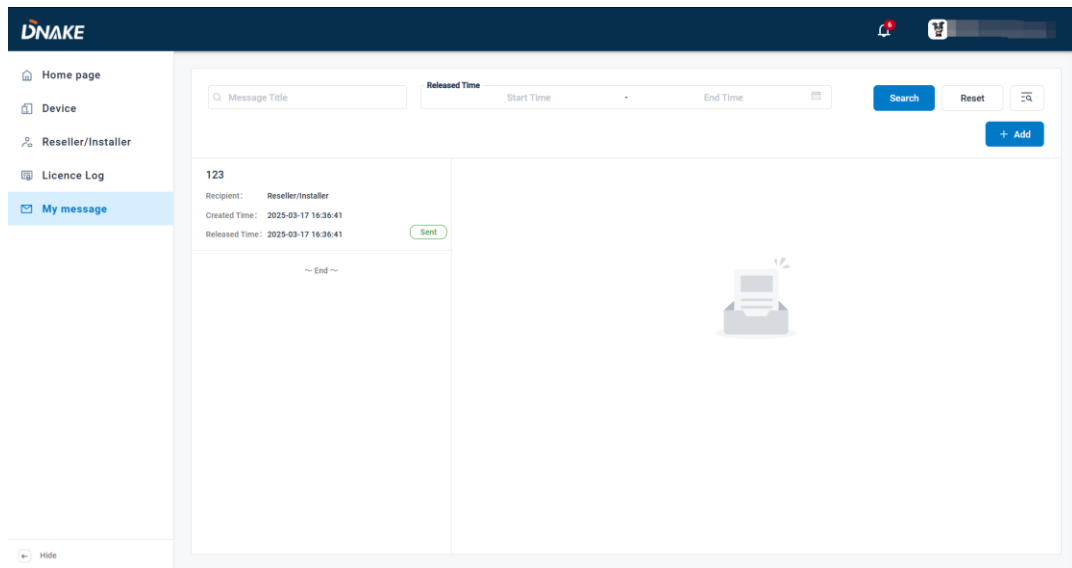 DNAKE
6
Home page
Device
Reseller/Installer
Licence Log
My message
Hide
Message Title
Released Time
Start Time - End Time
Search
Reset
+ Add
123
Recipient: Reseller/Installer
Created Time: 2025-03-17 16:36:41
Released Time: 2025-03-17 16:36:41
Sent
~ End ~